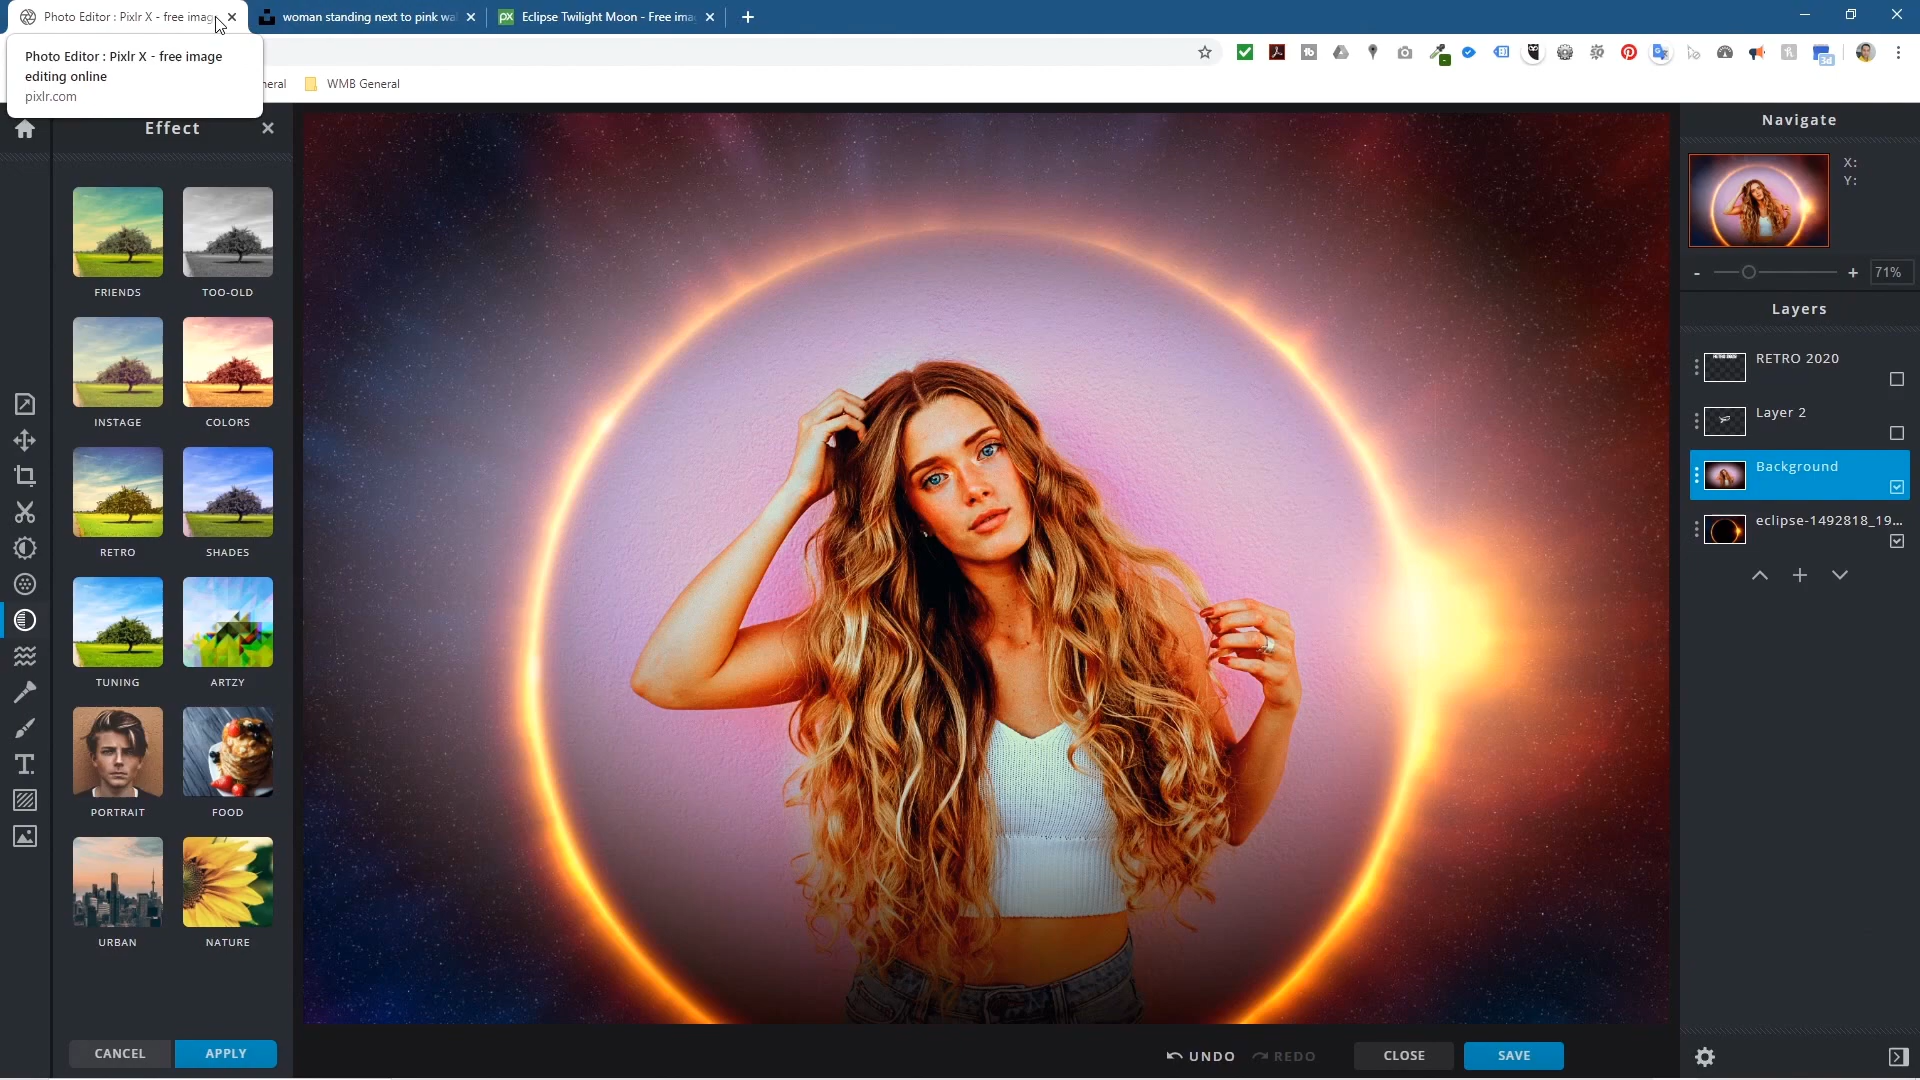 Photo Editor : Pixlr X - free imag
woman standing next to pink wa
Eclipse Twilight Moon - Free ima
Photo Editor : Pixlr X - free image
editing online
pixlr.com
neral
WMB General
3d
Effect
FRIENDS
TOO-OLD
INSTAGE
COLORS
RETRO
SHADES
TUNING
ARTZY
PORTRAIT
FOOD
URBAN
NATURE
CANCEL
APPLY
UNDO
REDO
CLOSE
SAVE
Navigate
X:
Y:
71%
Layers
RETRO 2020
Layer 2
Background
eclipse-1492818_19...